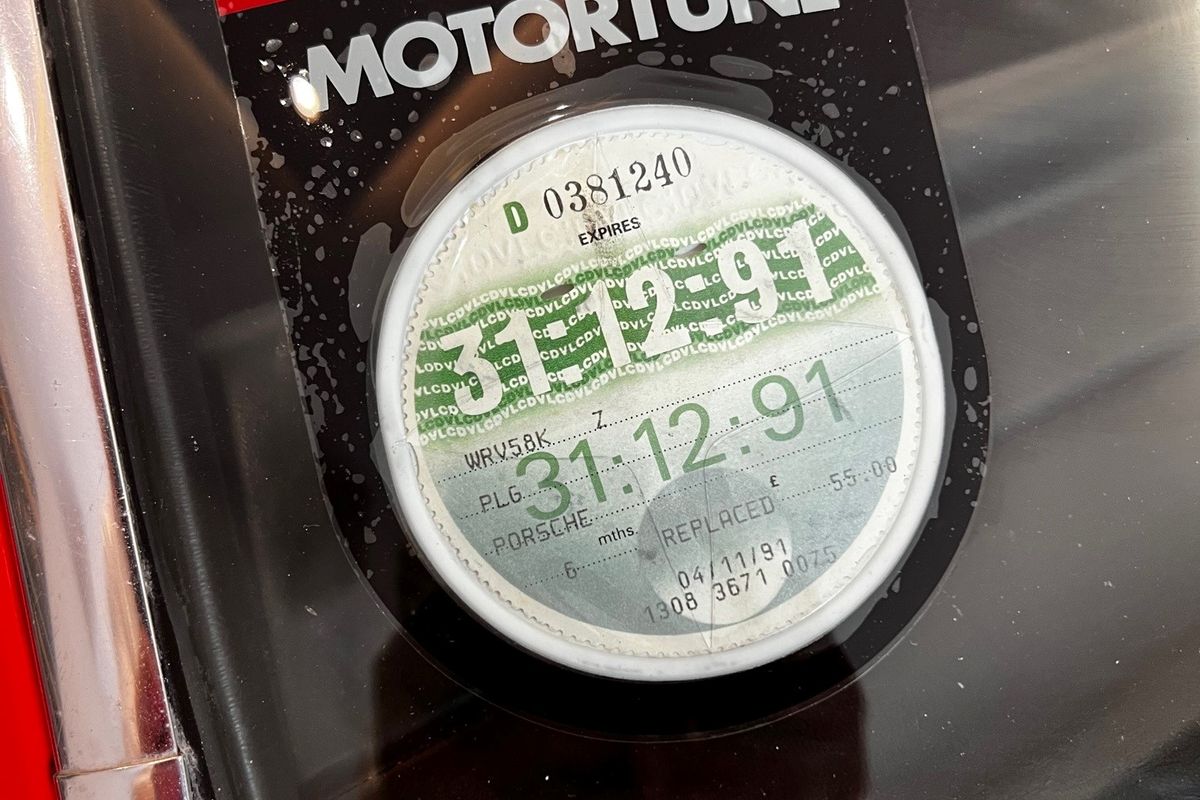 MOTORTUNE
D 0381240
EXPIRES
31:12:91
WRV58K Z
31:12:91
PLG
£ 55.00
PORSCHE
mths. REPLACED
6
04/11/91
1308 3671 0075